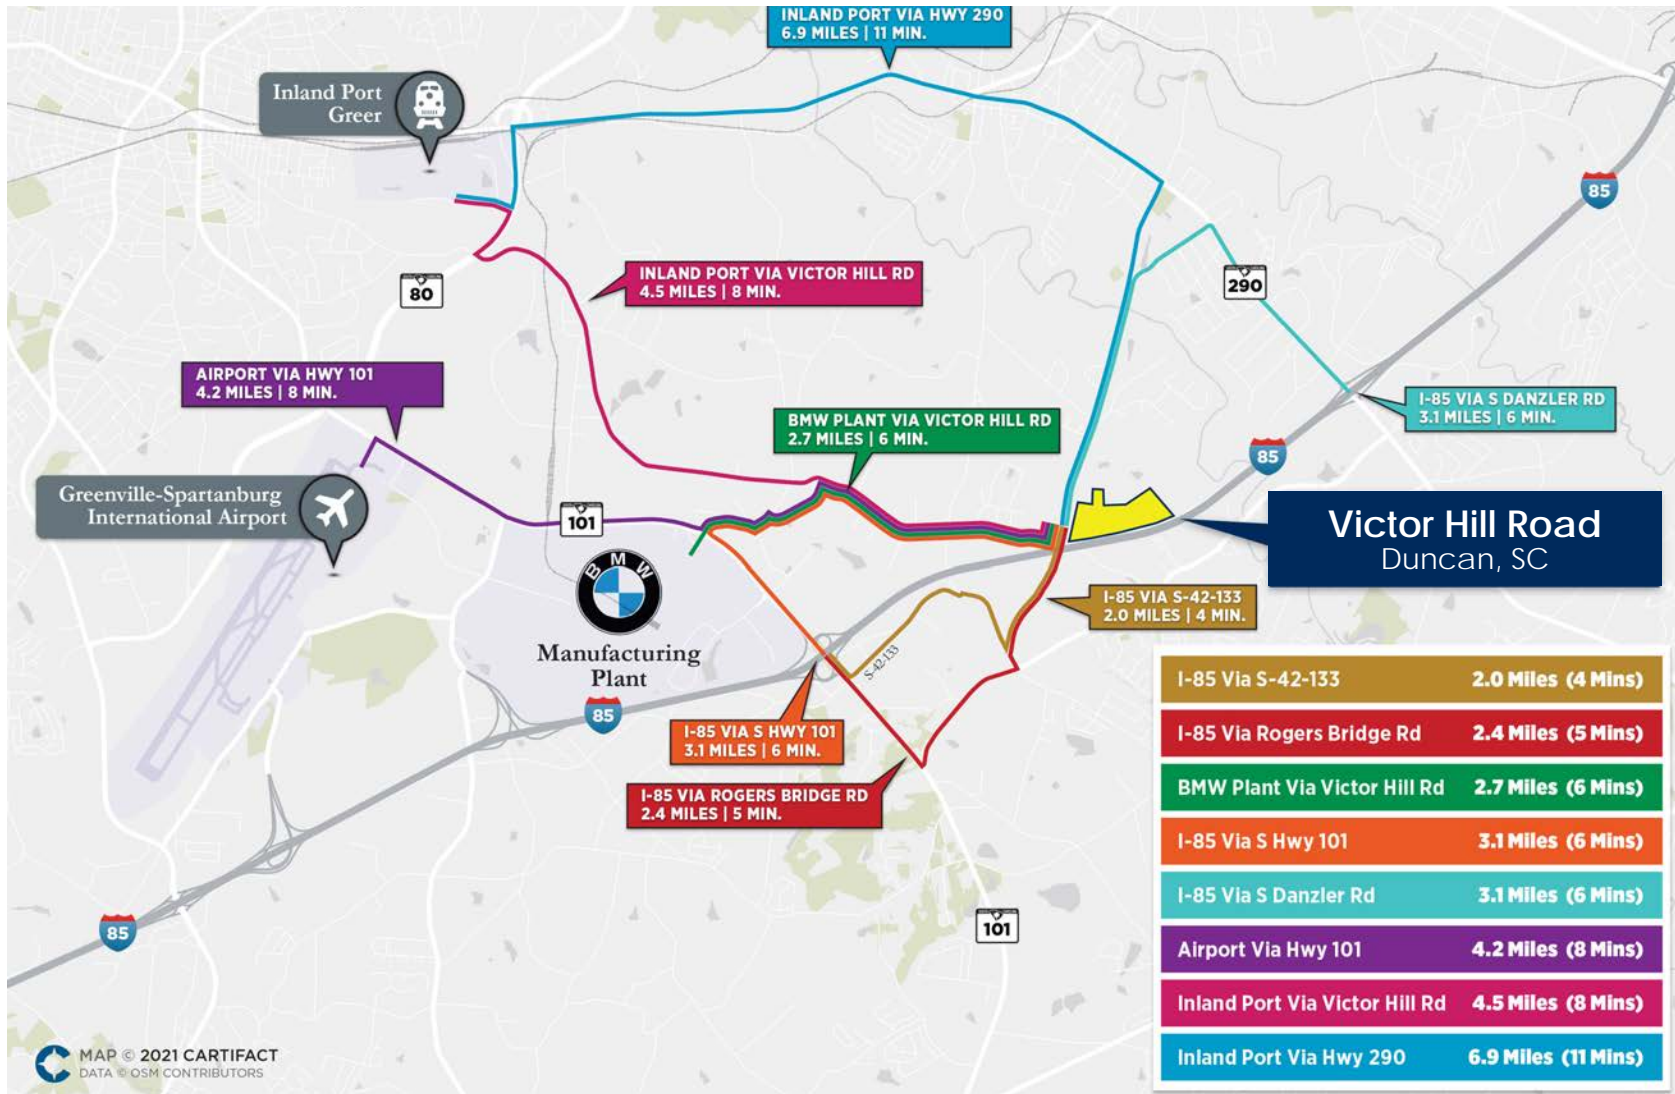 INLAND PORT VIA HWY 290
6.9 MILES | 11 MIN.
Inland Port
Greer
85
80
INLAND PORT VIA VICTOR HILL RD
4.5 MILES | 8 MIN.
290
AIRPORT VIA HWY 101
4.2 MILES | 8 MIN.
I-85 VIA S DANZLER RD
3.1 MILES | 6 MIN.
BMW PLANT VIA VICTOR HILL RD
2.7 MILES | 6 MIN.
85
Greenville-Spartanburg
International Airport
101
Victor Hill Road
Duncan, SC
BMW
Manufacturing
Plant
I-85 VIA S-42-133
2.0 MILES | 4 MIN.
S-42-133
85
I-85 VIA S HWY 101
3.1 MILES | 6 MIN.
I-85 VIA ROGERS BRIDGE RD
2.4 MILES | 5 MIN.
101
85
I-85 Via S-42-133 2.0 Miles (4 Mins)
I-85 Via Rogers Bridge Rd 2.4 Miles (5 Mins)
BMW Plant Via Victor Hill Rd 2.7 Miles (6 Mins)
I-85 Via S Hwy 101 3.1 Miles (6 Mins)
I-85 Via S Danzler Rd 3.1 Miles (6 Mins)
Airport Via Hwy 101 4.2 Miles (8 Mins)
Inland Port Via Victor Hill Rd 4.5 Miles (8 Mins)
Inland Port Via Hwy 290 6.9 Miles (11 Mins)
MAP © 2021 CARTIFACT
DATA © OSM CONTRIBUTORS